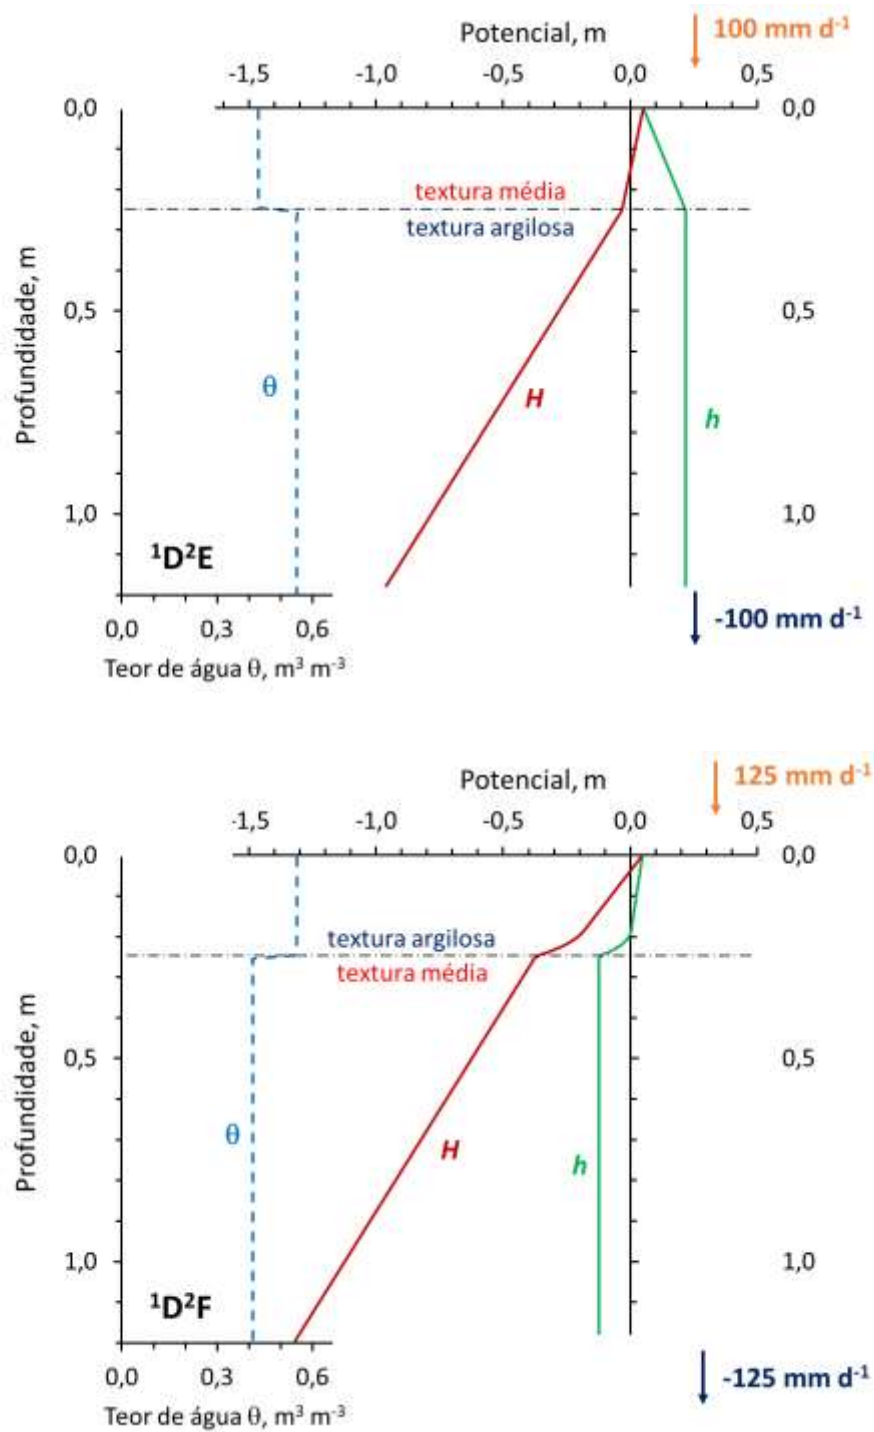 Potencial, m
100 mm d⁻¹
-1,5 -1,0 -0,5 0,0 0,5
0,0 0,0
textura média
textura argilosa
Profundidade, m
0,5 0,5
θ H h
1,0 1,0
¹D²E
-100 mm d⁻¹
0,0 0,3 0,6
Teor de água θ, m³ m⁻³
125 mm d⁻¹
Potencial, m
-1,5 -1,0 -0,5 0,0 0,5
0,0 0,0
textura argilosa
textura média
Profundidade, m
0,5 0,5
θ H h
1,0 1,0
¹D²F
0,0 0,3 0,6
-125 mm d⁻¹
Teor de água θ, m³ m⁻³